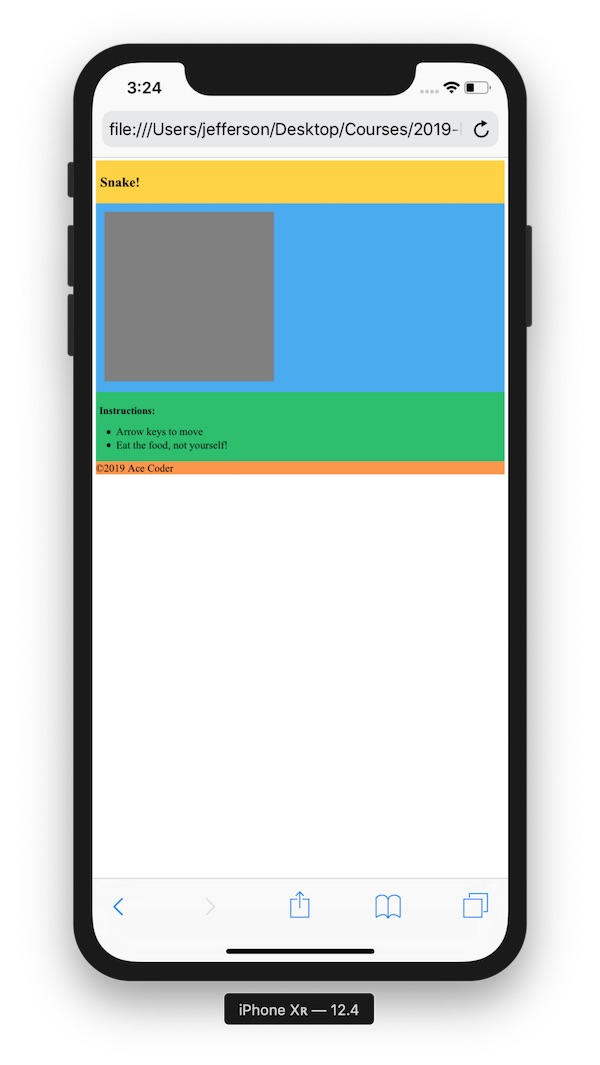 3:24
file:///Users/jefferson/Desktop/Courses/2019-
Snake!
Instructions:
Arrow keys to move
Eat the food, not yourself!
©2019 Ace Coder
iPhone Xʀ — 12.4